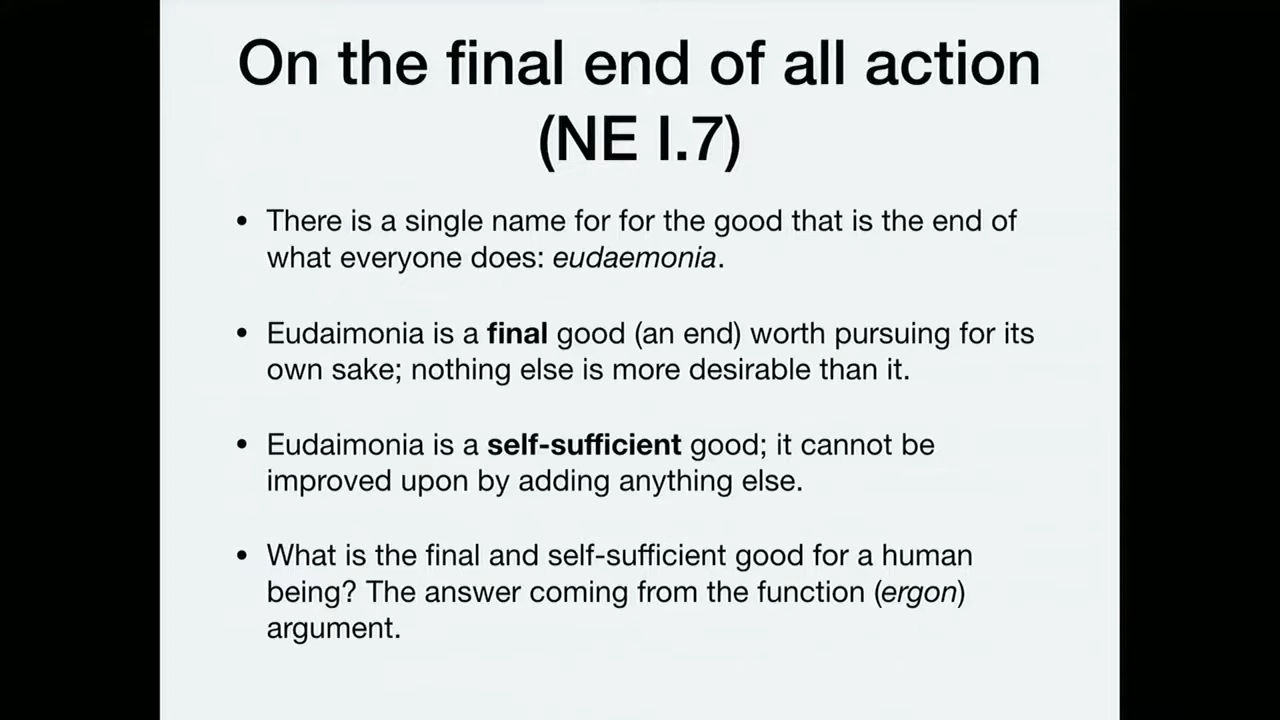 On the final end of all action
(NE I.7)
• There is a single name for for the good that is the end of
what everyone does: eudaemonia.
• Eudaimonia is a final good (an end) worth pursuing for its
own sake; nothing else is more desirable than it.
• Eudaimonia is a self-sufficient good; it cannot be
improved upon by adding anything else.
• What is the final and self-sufficient good for a human
being? The answer coming from the function (ergon)
argument.